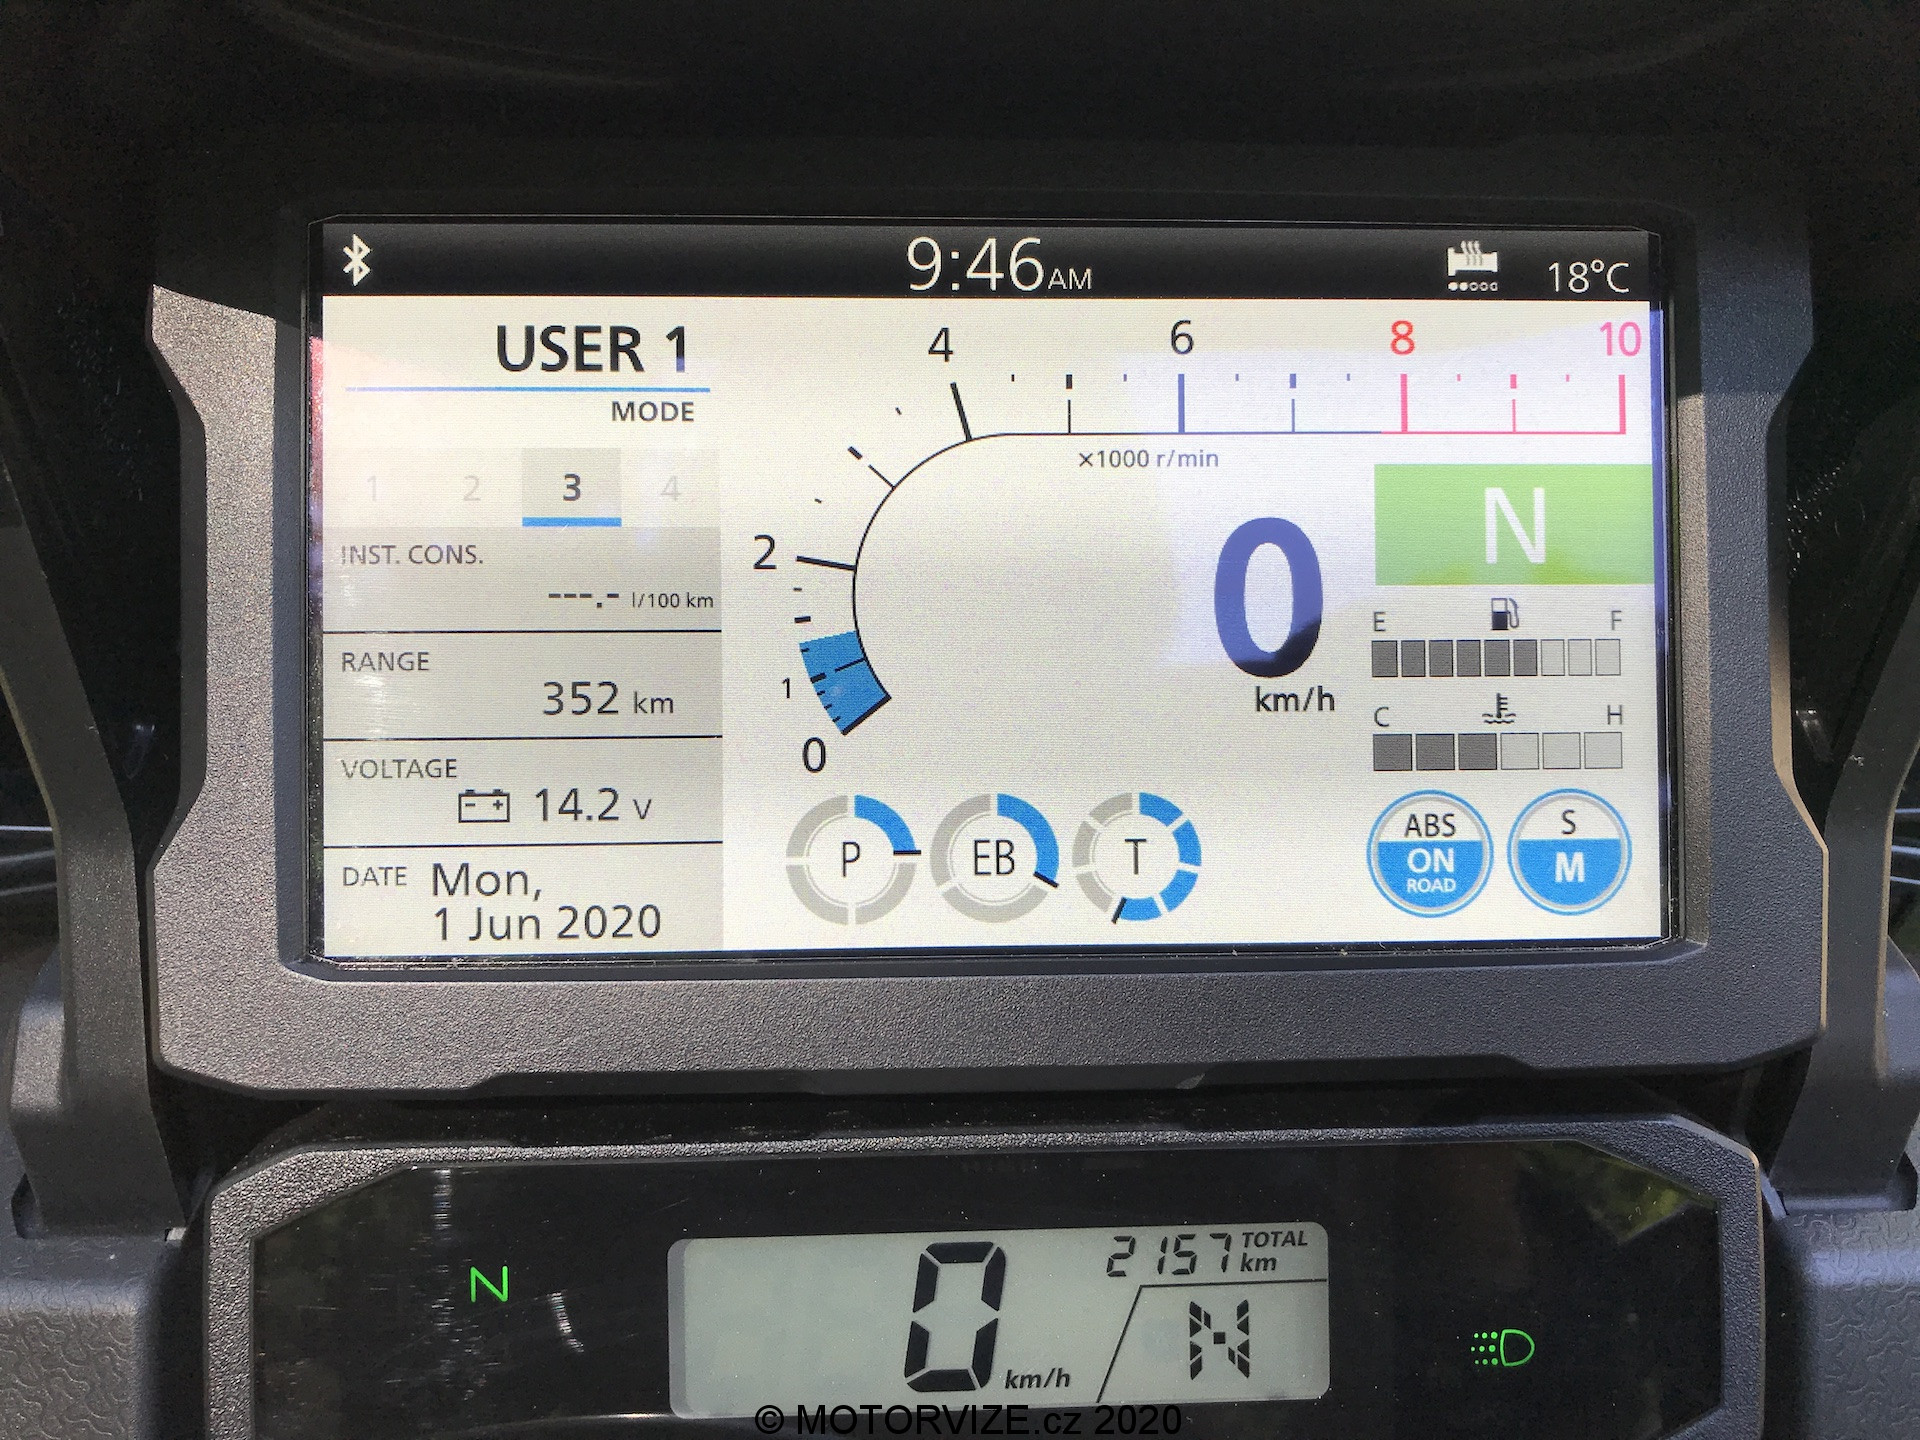 9:46 AM
18°C
USER 1
MODE
1 2 3 4
INST. CONS.
---.- l/100 km
RANGE
352 km
VOLTAGE
14.2 V
DATE Mon,
1 Jun 2020
0 1 2 4 6 8 10
×1000 r/min
0
km/h
N
E F
C H
P EB T
ABS
ON
ROAD
S
M
N
0 km/h
2157 TOTAL
km
N
© MOTORVIZE.cz 2020